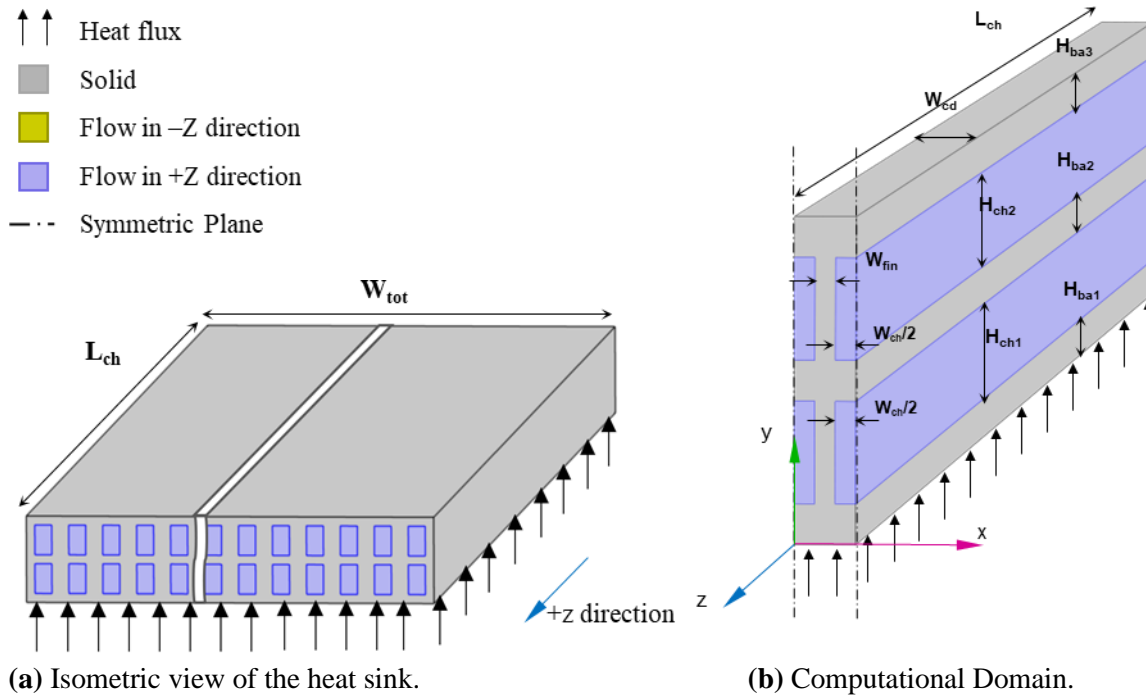 Heat flux
Solid
Flow in –Z direction
Flow in +Z direction
Symmetric Plane
W_tot
L_ch
+z direction
(a) Isometric view of the heat sink.
L_ch
H_ba3
W_cd
H_ba2
H_ch2
W_fin
H_ba1
W_ch/2
H_ch1
W_ch/2
y
x
z
(b) Computational Domain.